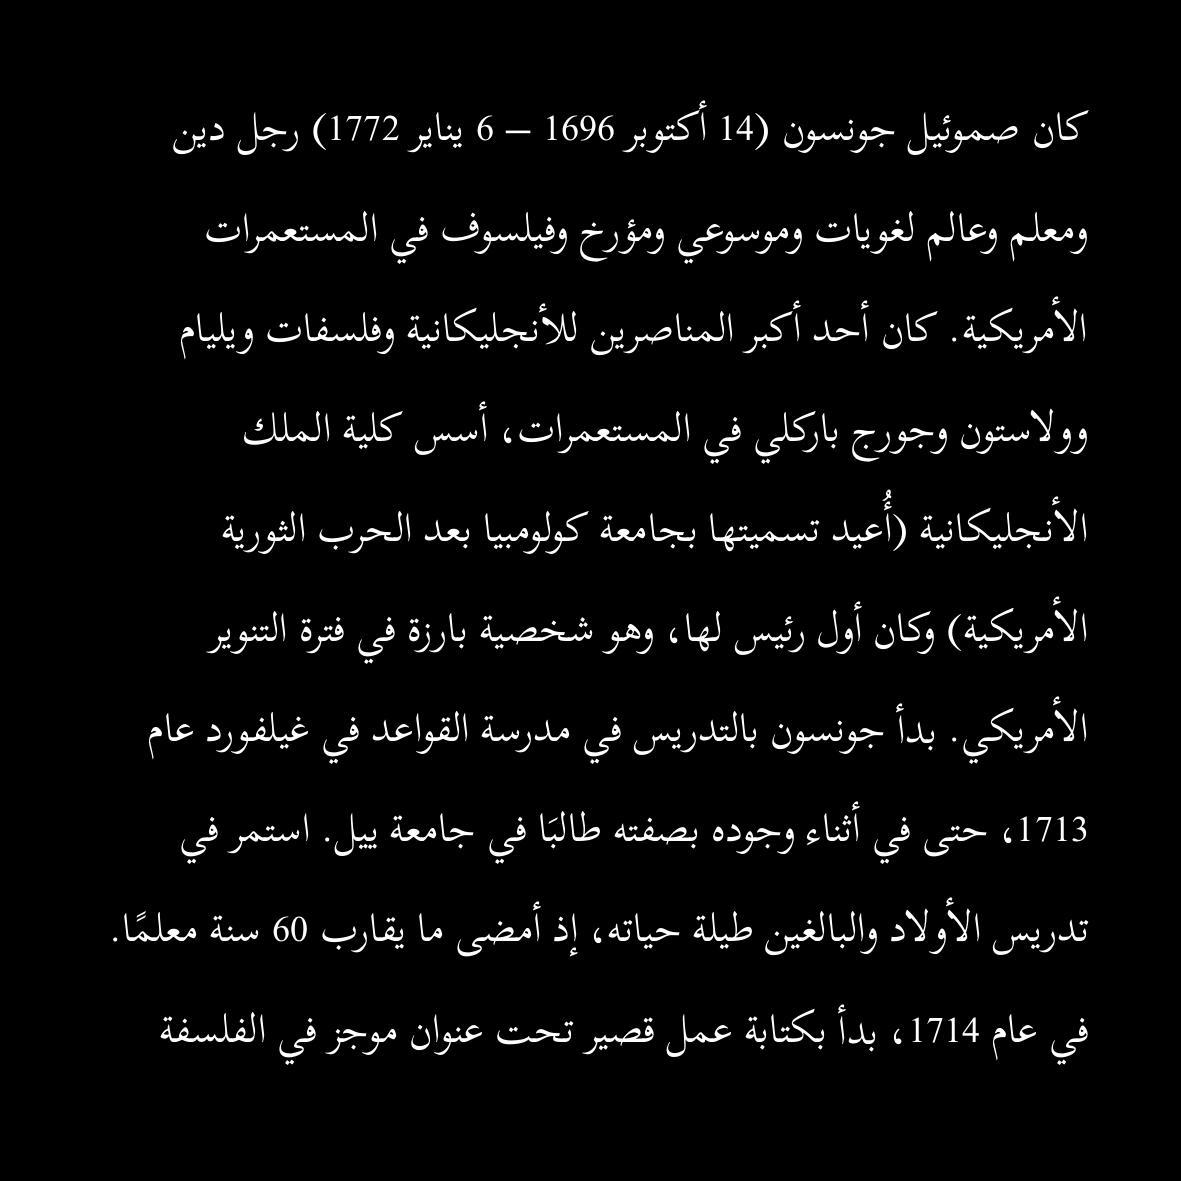 كان صموئيل جونسون (14 أكتوبر 1696 – 6 يناير 1772) رجل دين
ومعلم وعالم لغويات وموسوعي ومؤرخ وفيلسوف في المستعمرات
الأمريكية. كان أحد أكبر المناصرين للأنجليكانية وفلسفات ويليام
وولاستون وجورج باركلي في المستعمرات، أسس كلية الملك
الأنجليكانية (أُعيد تسميتها بجامعة كولومبيا بعد الحرب الثورية
الأمريكية) وكان أول رئيس لها، وهو شخصية بارزة في فترة التنوير
الأمريكي. بدأ جونسون بالتدريس في مدرسة القواعد في غيلفورد عام
1713، حتى في أثناء وجوده بصفته طالبَا في جامعة ييل. استمر في
تدريس الأولاد والبالغين طيلة حياته، إذ أمضى ما يقارب 60 سنة معلمًا.
في عام 1714، بدأ بكتابة عمل قصير تحت عنوان موجز في الفلسفة